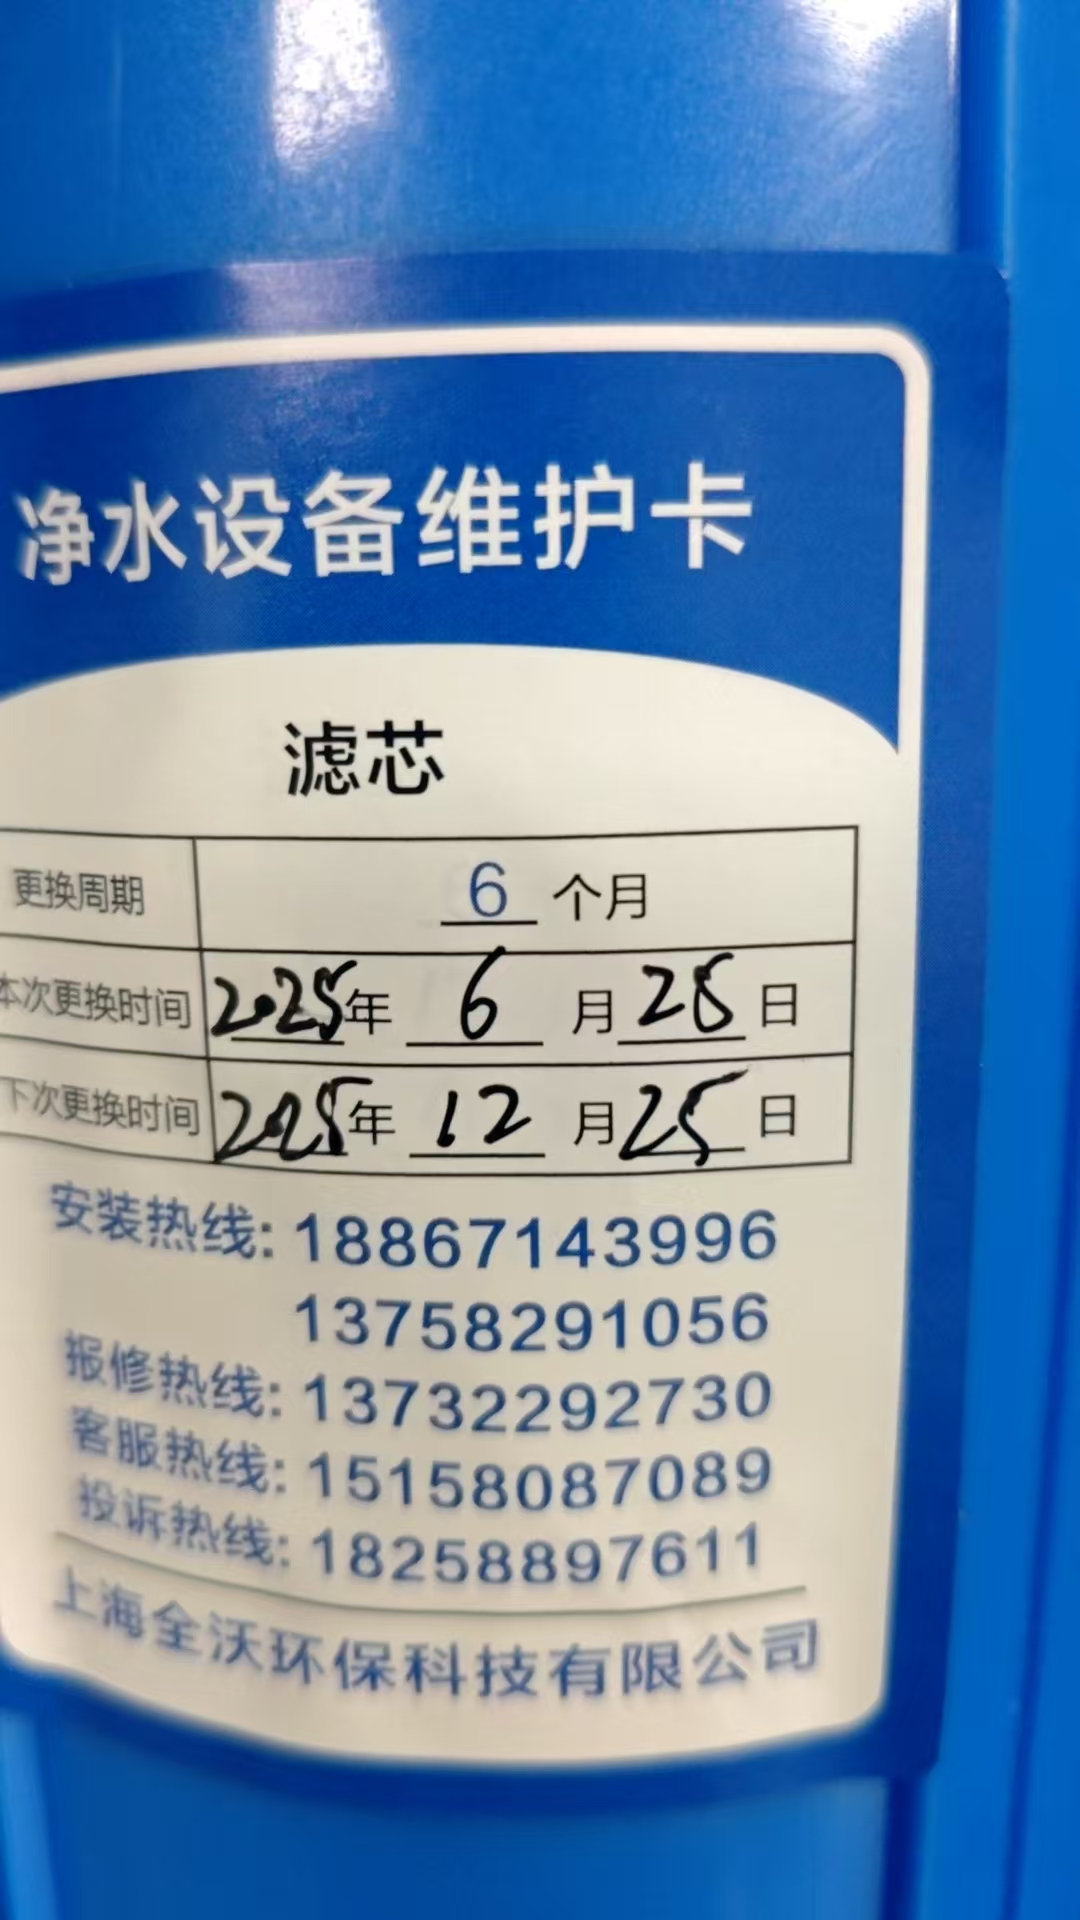 净水设备维护卡
滤芯
更换周期 6 个月
本次更换时间 2025年 6 月 25 日
下次更换时间 2025年 12 月 25 日
安装热线: 18867143996
13758291056
报修热线: 13732292730
客服热线: 15158087089
投诉热线: 18258897611
上海全沃环保科技有限公司